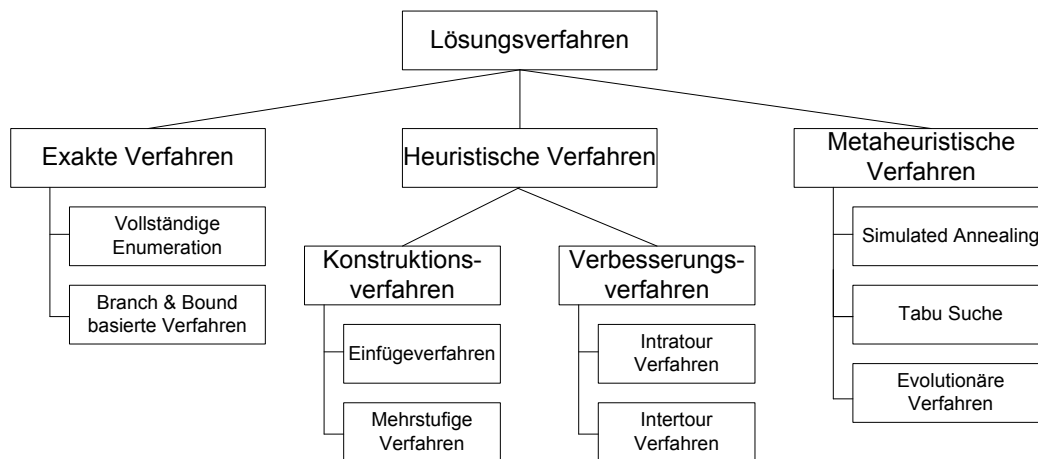 Lösungsverfahren
Exakte Verfahren
Heuristische Verfahren
Metaheuristische
Verfahren
Vollständige
Enumeration
Branch & Bound
basierte Verfahren
Konstruktions-
verfahren
Einfügeverfahren
Mehrstufige
Verfahren
Verbesserungs-
verfahren
Intratour
Verfahren
Intertour
Verfahren
Simulated Annealing
Tabu Suche
Evolutionäre
Verfahren